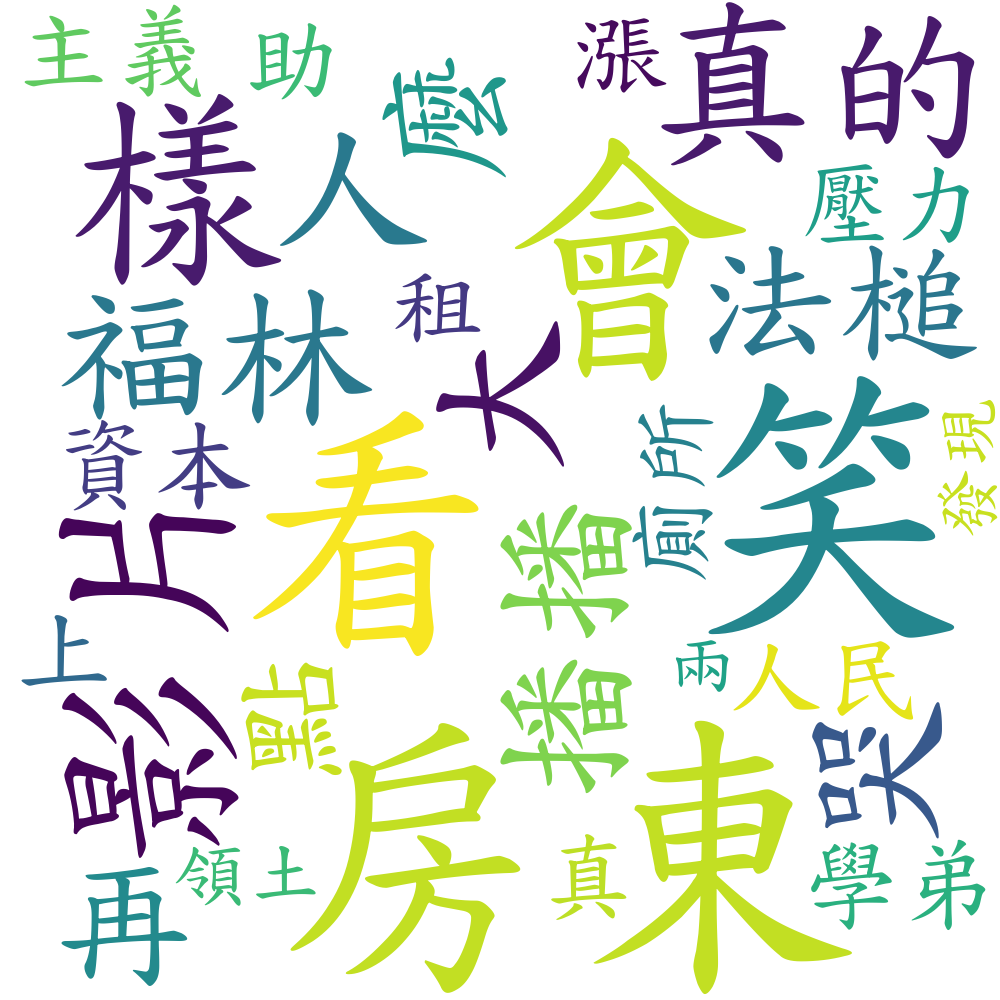 主義
助
漲
真的
樣
人
麼
會
壓力
福林
租
大
法槌
資本
看
笑
廁所
發現
影片
播播
上
點
兩
人民
哭
房東
再
領土
真
學弟